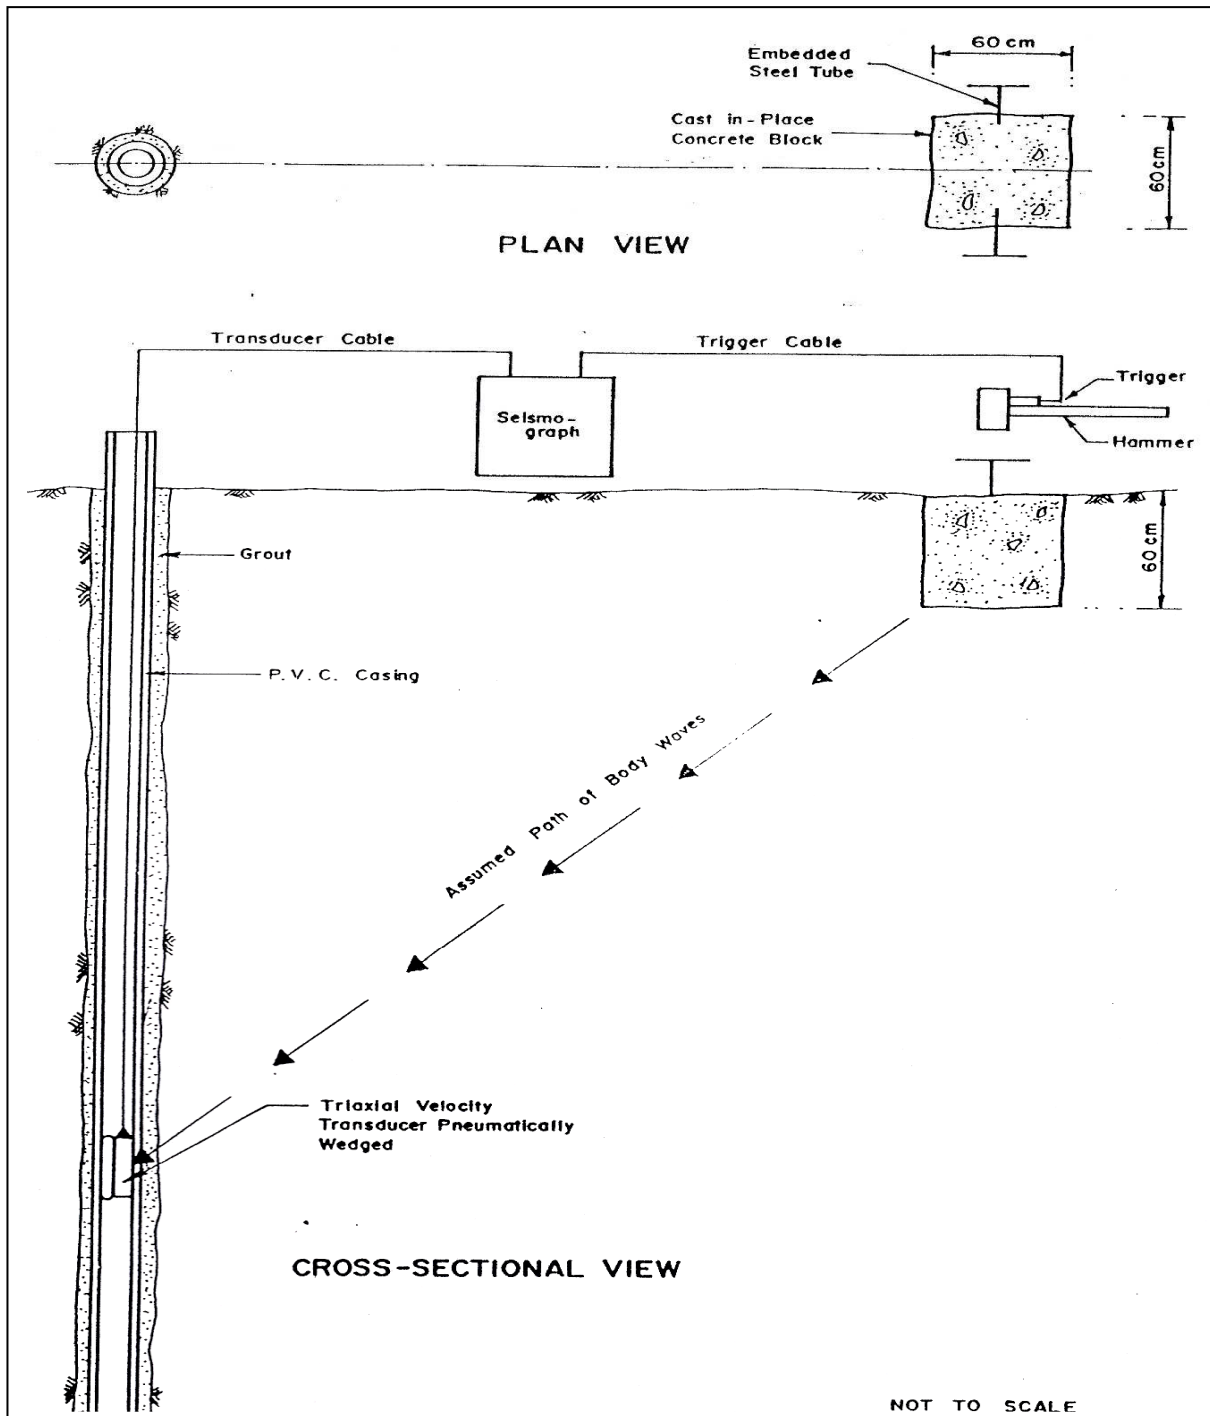 60 cm
Embedded
Steel Tube
Cast in-Place
Concrete Block
60 cm
PLAN VIEW
Transducer Cable
Trigger Cable
Trigger
Seismo-
graph
Hammer
Grout
60 cm
P.V.C. Casing
Assumed Path of Body Waves
Triaxial Velocity
Transducer Pneumatically
Wedged
CROSS-SECTIONAL VIEW
NOT TO SCALE